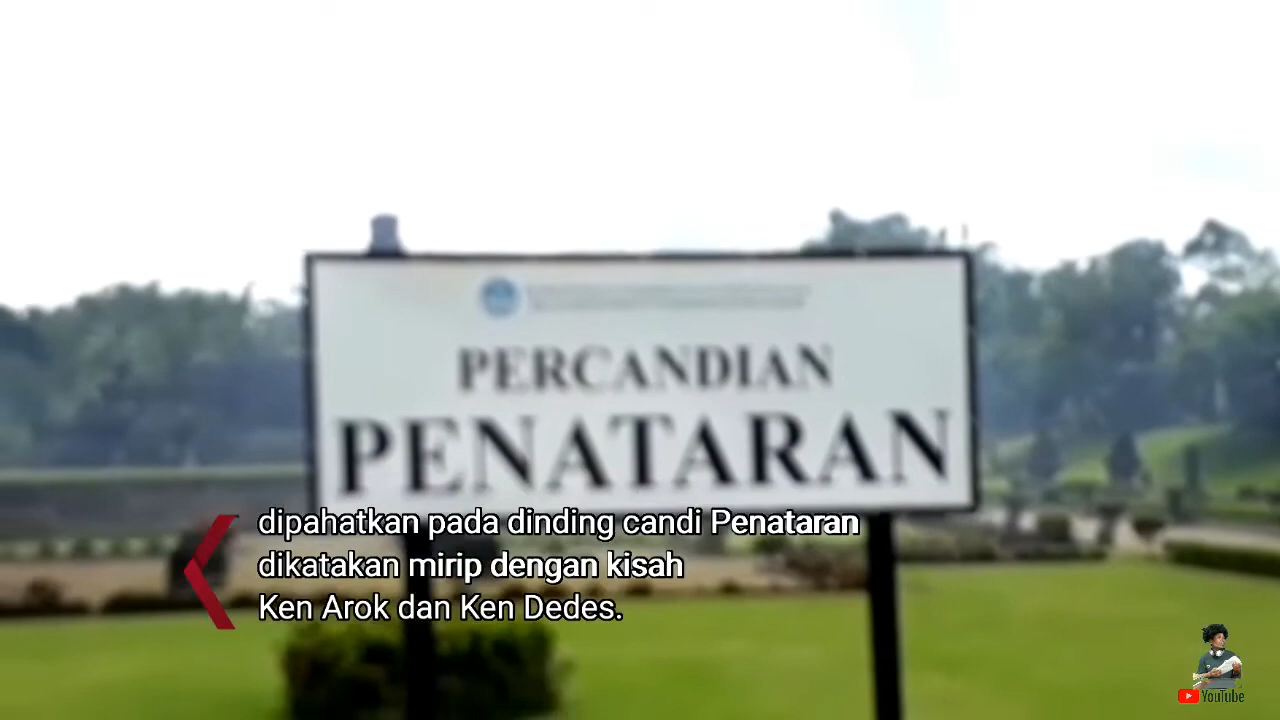 PERCANDIAN
PENATARAN
dipahatkan pada dinding candi Penataran
dikatakan mirip dengan kisah
Ken Arok dan Ken Dedes.
YouTube